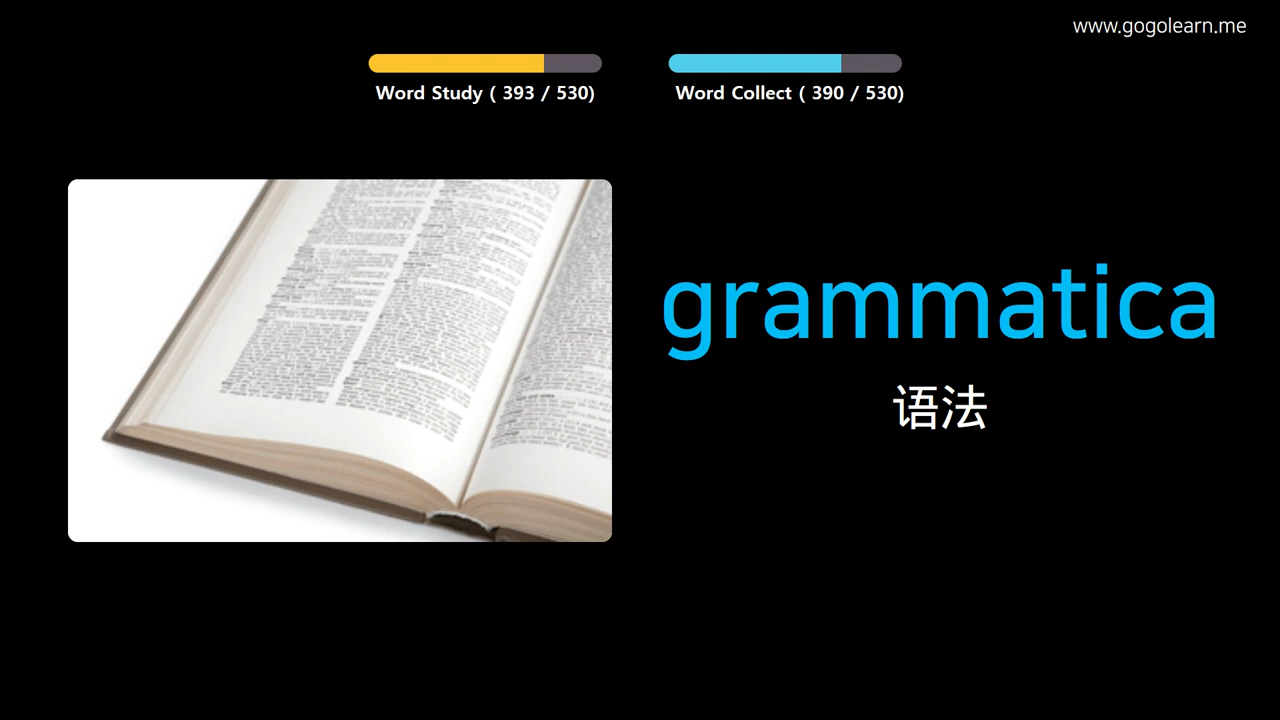 www.gogolearn.me
Word Study ( 393 / 530)
Word Collect ( 390 / 530)
grammatica
语法